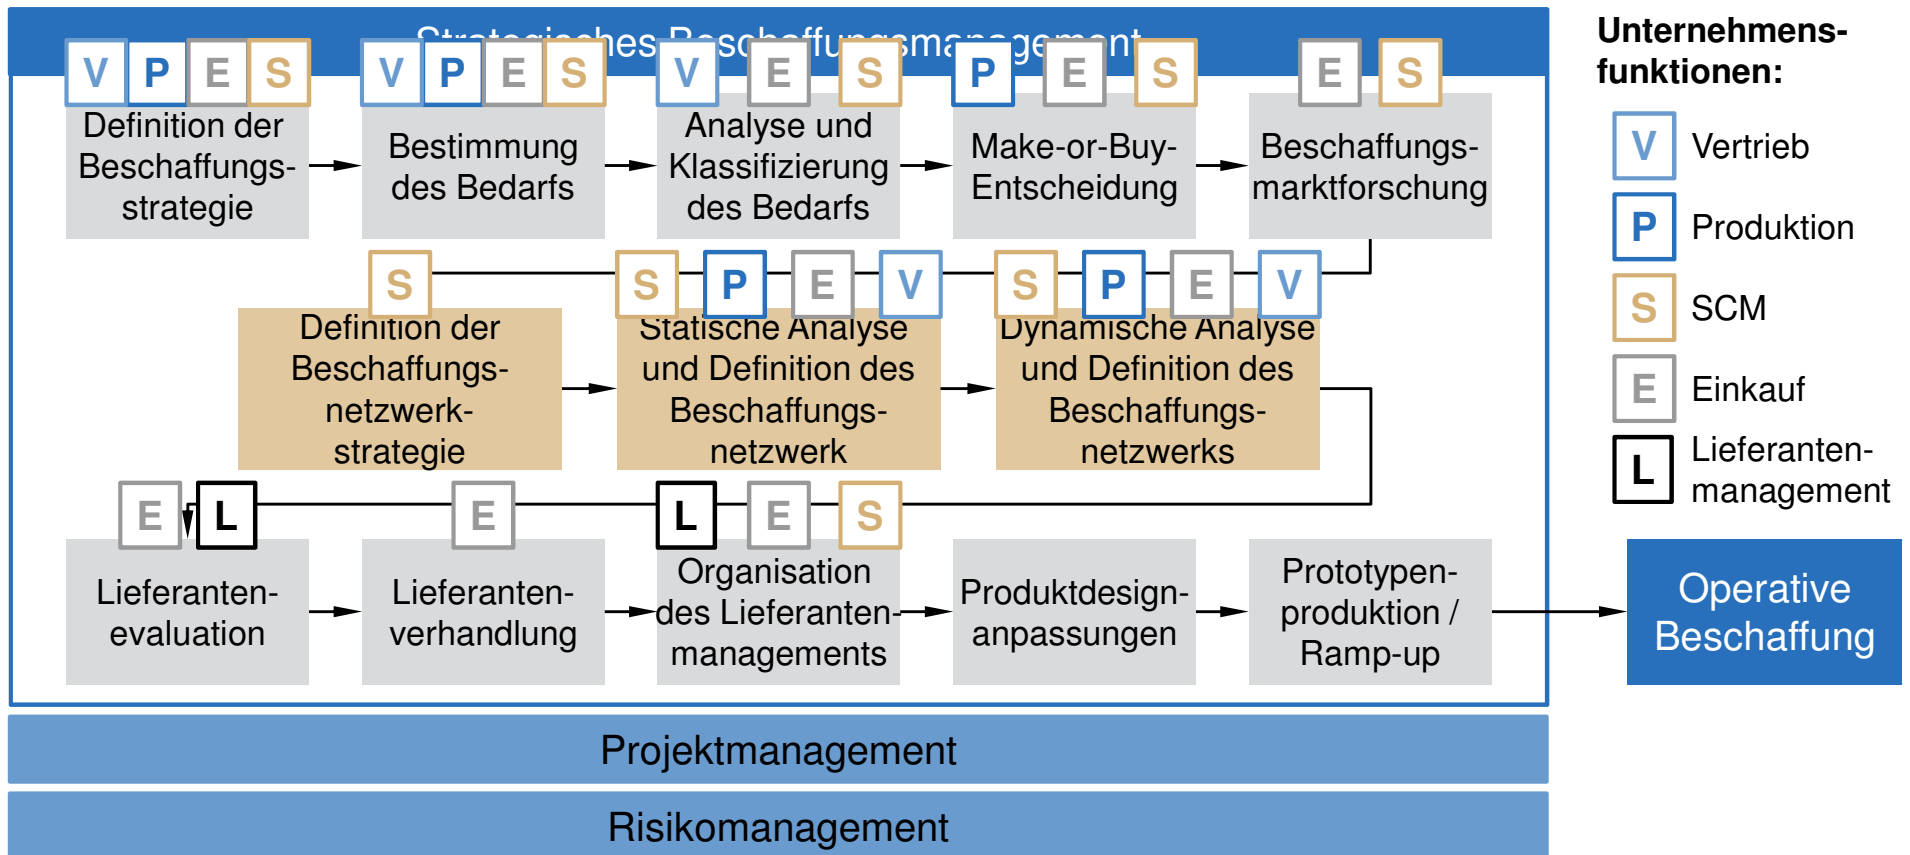 Strategisches Beschaffungsmanagement
V P E S
Definition der
Beschaffungs-
strategie
V P E S
Bestimmung
des Bedarfs
V E S
Analyse und
Klassifizierung
des Bedarfs
P E S
Make-or-Buy-
Entscheidung
E S
Beschaffungs-
marktforschung
S
Definition der
Beschaffungs-
netzwerk-
strategie
S P E V
Statische Analyse
und Definition des
Beschaffungs-
netzwerk
S P E V
Dynamische Analyse
und Definition des
Beschaffungs-
netzwerks
E L
Lieferanten-
evaluation
E
Lieferanten-
verhandlung
L E S
Organisation
des Lieferanten-
managements
Produktdesign-
anpassungen
Prototypen-
produktion /
Ramp-up
Operative
Beschaffung
Projektmanagement
Risikomanagement
Unternehmens-
funktionen:
V Vertrieb
P Produktion
S SCM
E Einkauf
L Lieferanten-
management